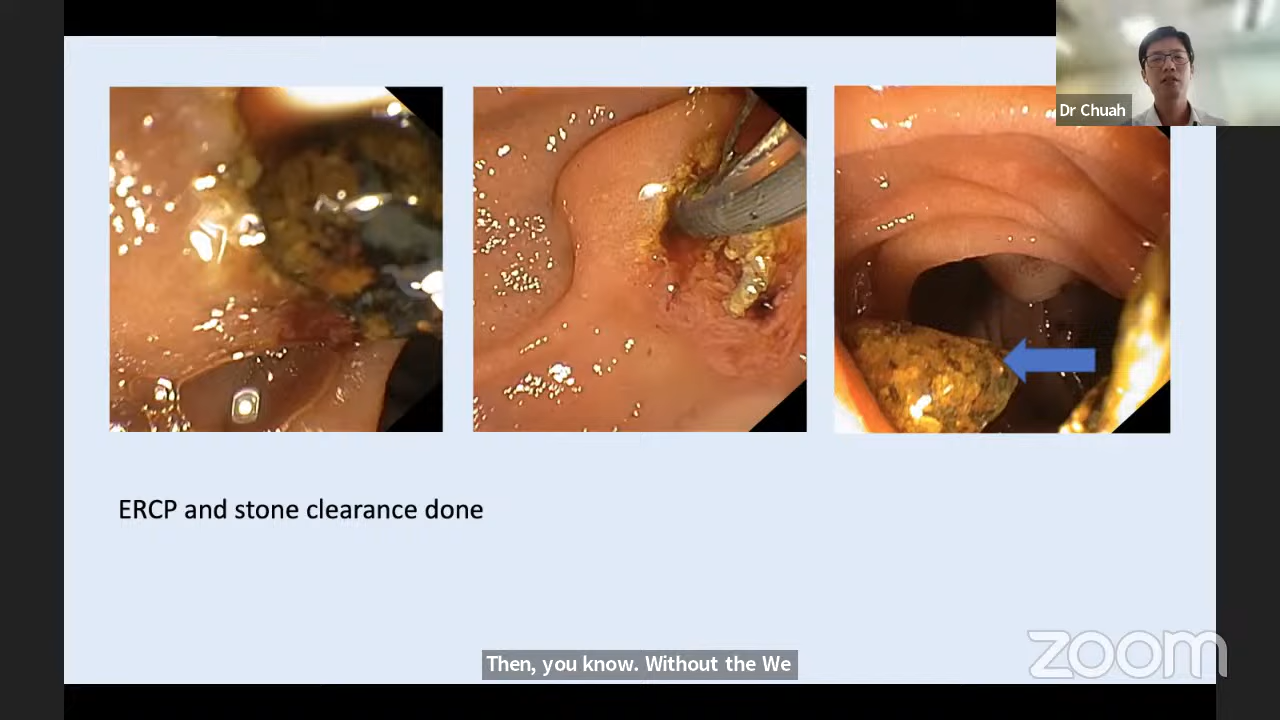 Dr Chuah
ERCP and stone clearance done
Then, you know. Without the We
zoom